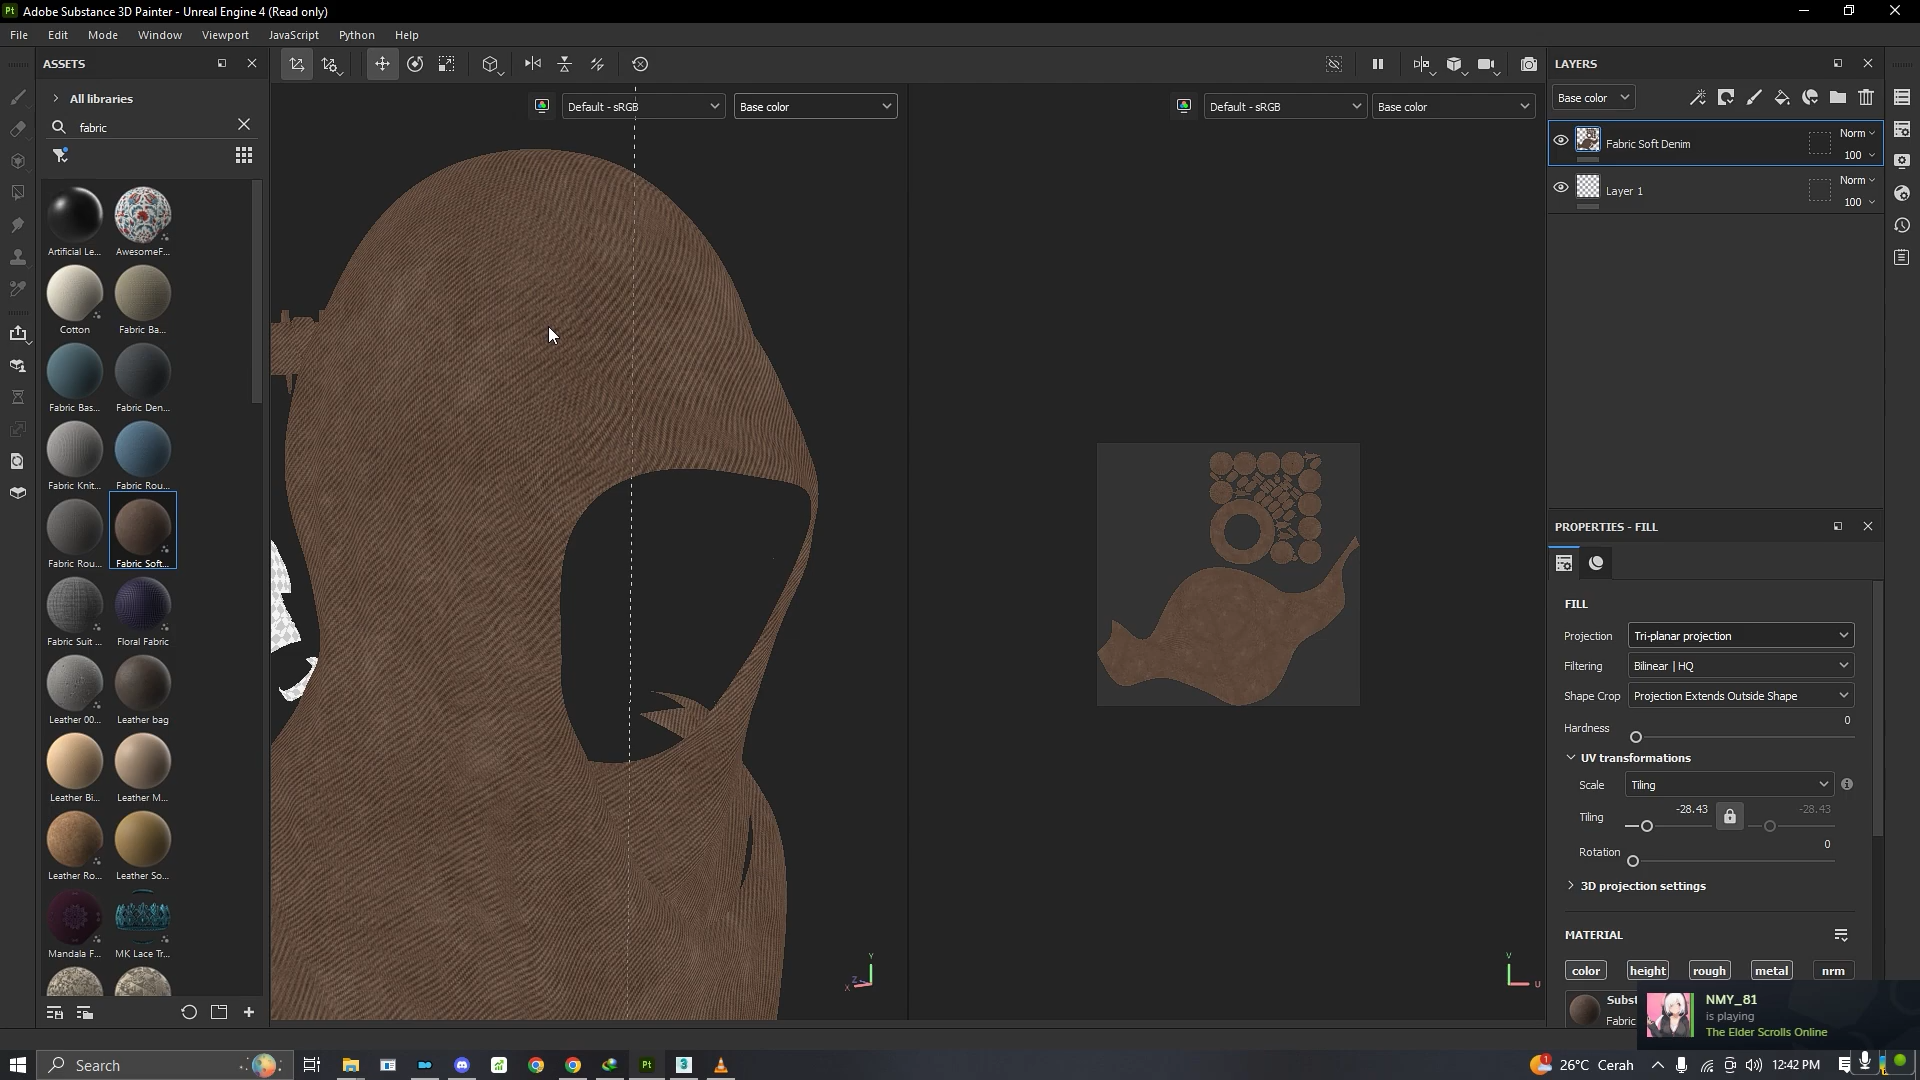 Pt Adobe Substance 3D Painter - Unreal Engine 4 (Read only)
File Edit Mode Window Viewport JavaScript Python Help
ASSETS
All libraries
fabric
Artificial Le... AwesomeF...
Cotton Fabric Ba...
Fabric Bas... Fabric Den...
Fabric Knit... Fabric Rou...
Fabric Rou... Fabric Soft...
Fabric Suit ... Floral Fabric
Leather 00... Leather bag
Leather Bi... Leather M...
Leather Ro... Leather So...
Mandala F... MK Lace Tr...
Default - sRGB Base color
Default - sRGB Base color
Y
Z
X
V
U
LAYERS
Base color
Fabric Soft Denim Norm 100
Layer 1 Norm 100
PROPERTIES - FILL
FILL
Projection Tri-planar projection
Filtering Bilinear | HQ
Shape Crop Projection Extends Outside Shape
Hardness 0
UV transformations
Scale Tiling
Tiling -28.43 -28.43
Rotation 0
3D projection settings
MATERIAL
color height rough metal nrm
Subst
Fabric
NMY_81
is playing
The Elder Scrolls Online
Search
Pt
3
1
26°C Cerah
12:42 PM